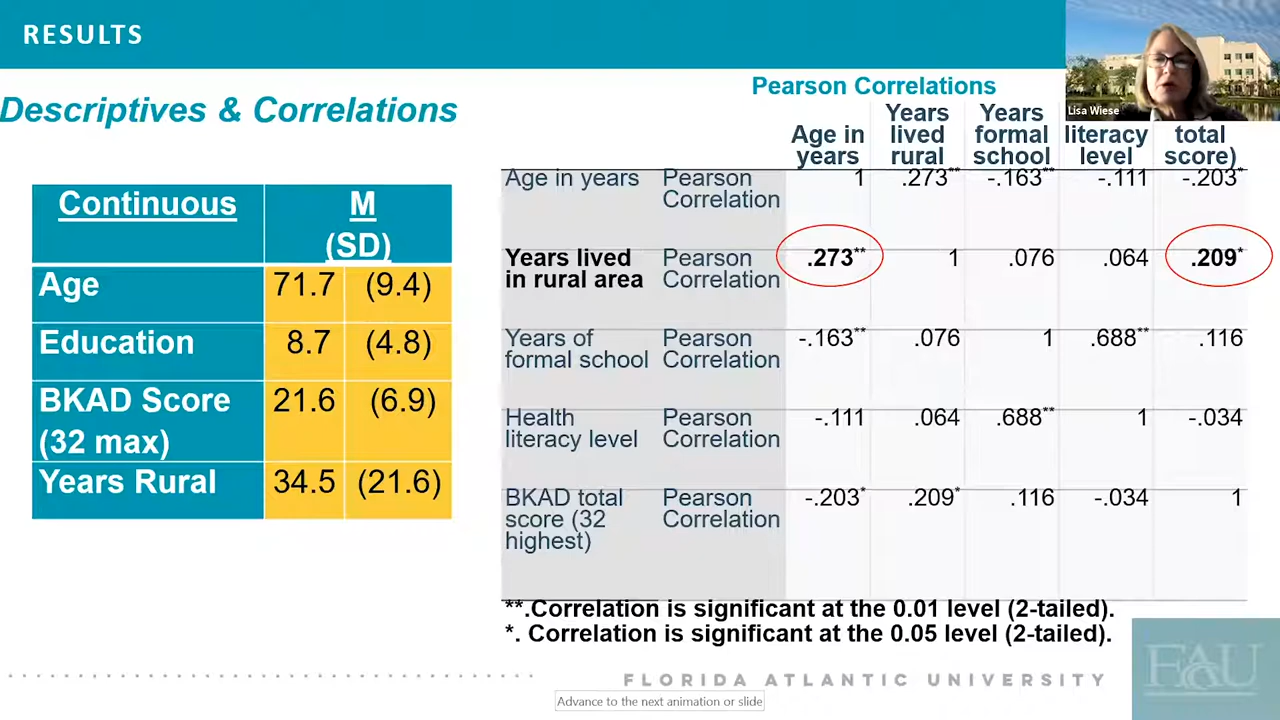 RESULTS
Lisa Wiese
Descriptives & Correlations
Continuous M
(SD)
Age 71.7 (9.4)
Education 8.7 (4.8)
BKAD Score 21.6 (6.9)
(32 max)
Years Rural 34.5 (21.6)
Pearson Correlations
Years Years
Age in lived formal literacy total
years rural school level score)
Age in years Pearson 1 .273** -.163** -.111 -.203*
Correlation
Years lived Pearson .273** 1 .076 .064 .209*
in rural area Correlation
Years of Pearson -.163** .076 1 .688** .116
formal school Correlation
Health Pearson -.111 .064 .688** 1 -.034
literacy level Correlation
BKAD total Pearson -.203* .209* .116 -.034 1
score (32 Correlation
highest)
**.Correlation is significant at the 0.01 level (2-tailed).
*. Correlation is significant at the 0.05 level (2-tailed).
FLORIDA ATLANTIC UNIVERSITY
FAU
Advance to the next animation or slide